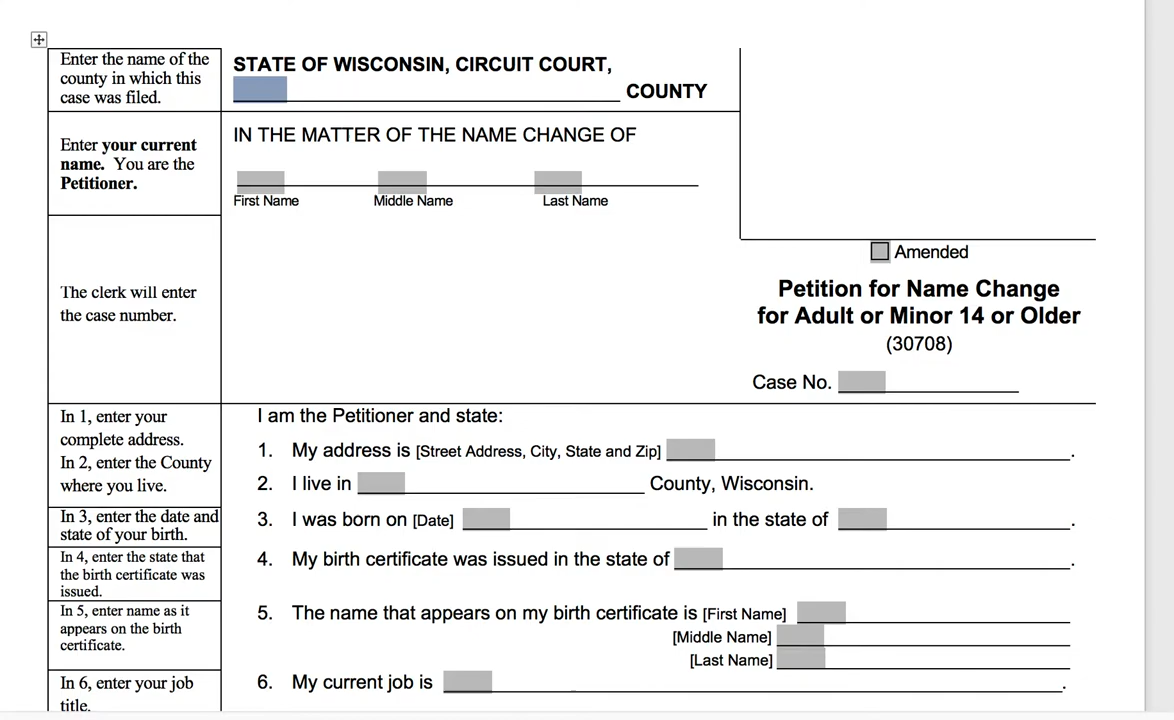 Enter the name of the
county in which this
case was filed.
STATE OF WISCONSIN, CIRCUIT COURT,
COUNTY
Enter your current
name. You are the
Petitioner.
IN THE MATTER OF THE NAME CHANGE OF
First Name Middle Name Last Name
The clerk will enter
the case number.
Amended
Petition for Name Change
for Adult or Minor 14 or Older
(30708)
Case No.
In 1, enter your
complete address.
In 2, enter the County
where you live.
I am the Petitioner and state:
1. My address is [Street Address, City, State and Zip] .
2. I live in County, Wisconsin.
In 3, enter the date and
state of your birth.
3. I was born on [Date] in the state of .
In 4, enter the state that
the birth certificate was
issued.
4. My birth certificate was issued in the state of .
In 5, enter name as it
appears on the birth
certificate.
5. The name that appears on my birth certificate is [First Name]
[Middle Name]
[Last Name]
In 6, enter your job
title.
6. My current job is .